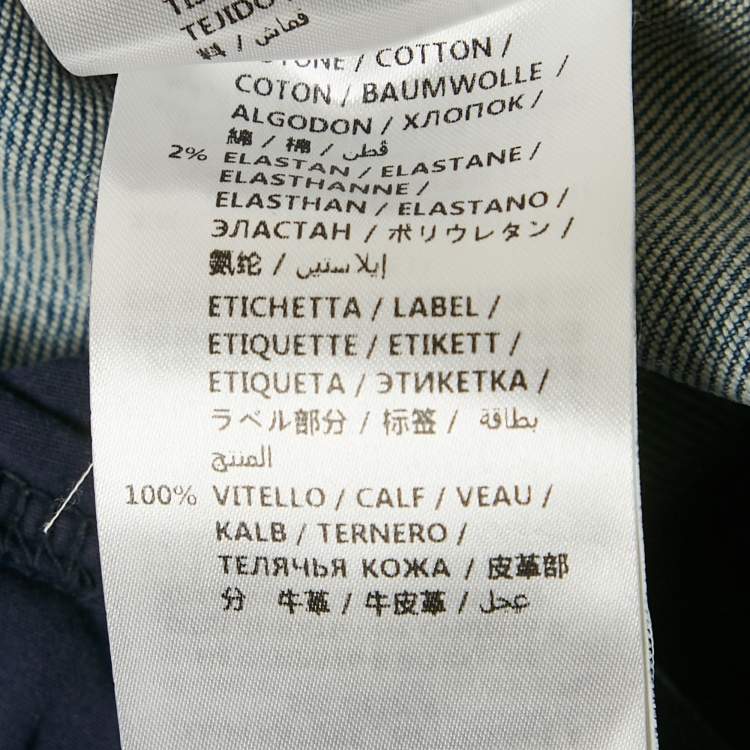 TEJIDO
料 / قماش /
COTONE / COTTON /
COTON / BAUMWOLLE /
ALGODON / ХЛОПОК /
綿 / 棉 / قطن /
2% ELASTAN / ELASTANE /
ELASTHANNE /
ELASTHAN / ELASTANO /
ЭЛАСТАН / ポリウレタン /
氨纶 / إيلاستين /
ETICHETTA / LABEL /
ETIQUETTE / ETIKETT /
ETIQUETA / ЭТИКЕТКА /
ラベル部分 / 标签 / بطاقة
المنتج
100% VITELLO / CALF / VEAU /
KALB / TERNERO /
ТЕЛЯЧЬЯ КОЖА / 皮革部
分 牛革 / 牛皮革 / عجل